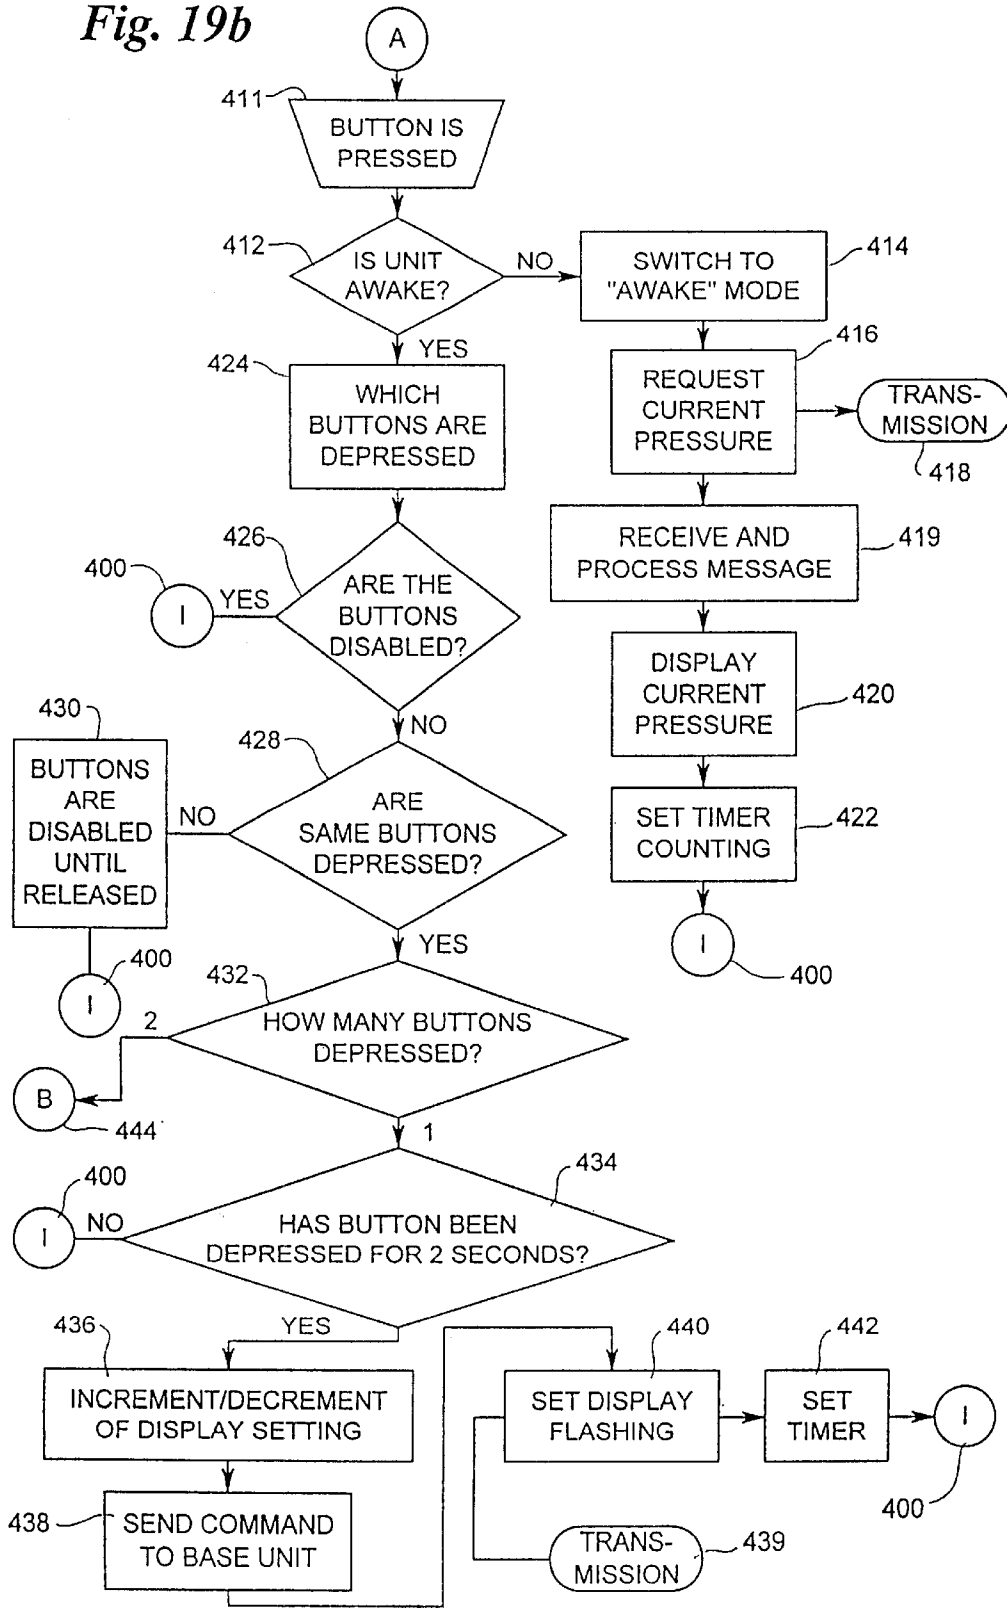 Fig. 19b
A
411
BUTTON IS
PRESSED
412
IS UNIT
AWAKE?
NO
SWITCH TO
"AWAKE" MODE
414
YES
424
WHICH
BUTTONS ARE
DEPRESSED
416
REQUEST
CURRENT
PRESSURE
TRANS-
MISSION
418
RECEIVE AND
PROCESS MESSAGE
419
426
400
I
YES
ARE THE
BUTTONS
DISABLED?
DISPLAY
CURRENT
PRESSURE
420
NO
430
BUTTONS
ARE
DISABLED
UNTIL
RELEASED
428
NO
ARE
SAME BUTTONS
DEPRESSED?
SET TIMER
COUNTING
422
I
400
YES
400
I
432
HOW MANY BUTTONS
DEPRESSED?
2
B
444
1
434
400
I
NO
HAS BUTTON BEEN
DEPRESSED FOR 2 SECONDS?
YES
436
INCREMENT/DECREMENT
OF DISPLAY SETTING
440
SET DISPLAY
FLASHING
442
SET
TIMER
I
400
438
SEND COMMAND
TO BASE UNIT
TRANS-
MISSION
439